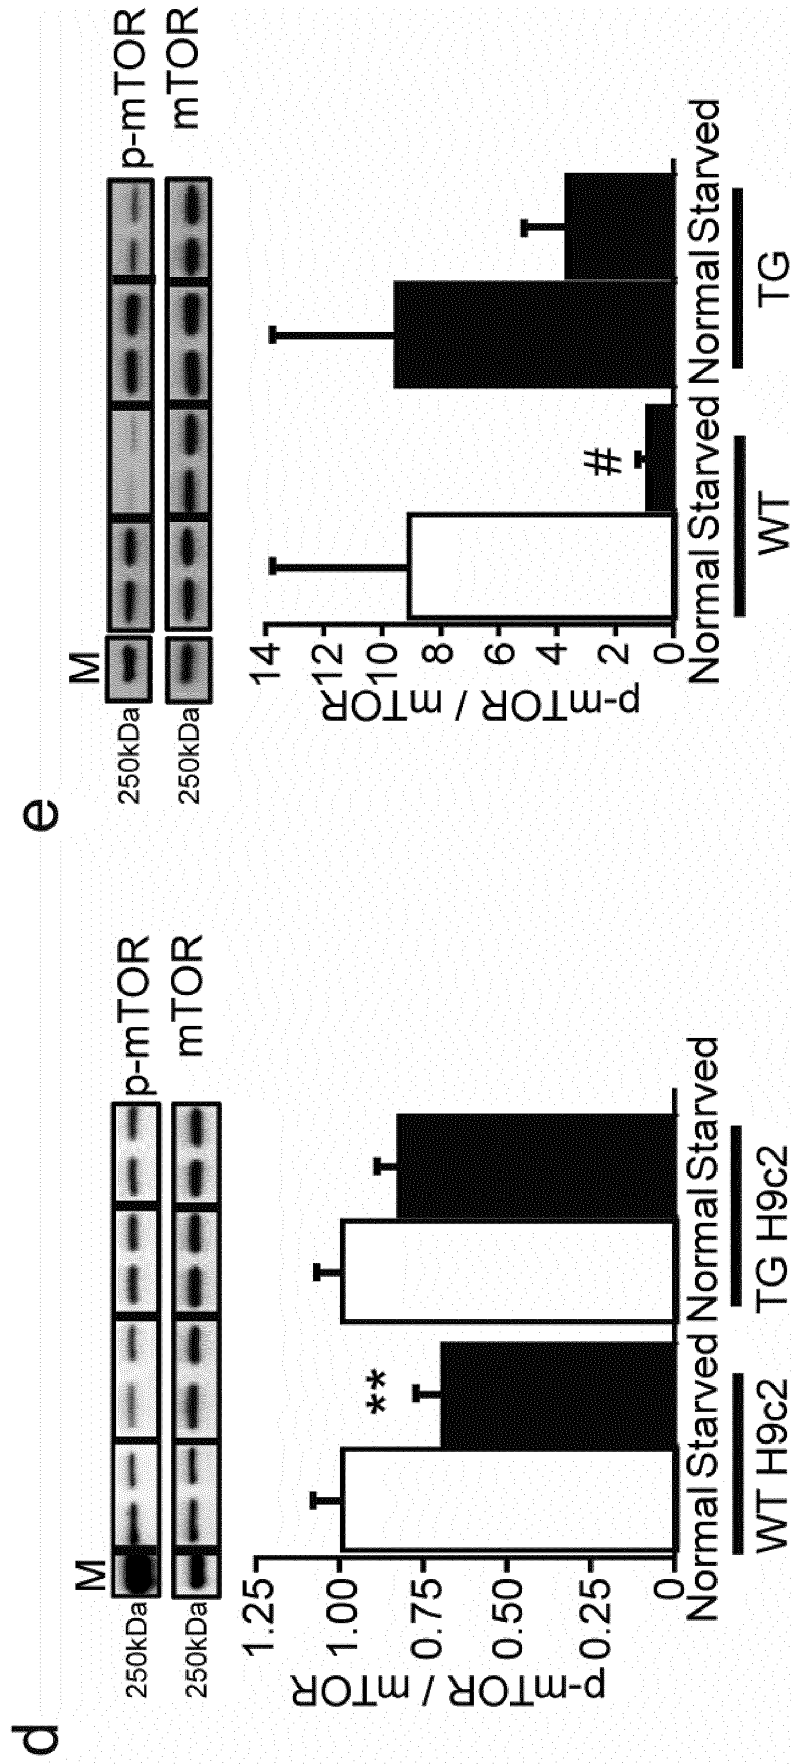 d
M
250kDa
p-mTOR
250kDa
mTOR
p-mTOR / mTOR
1.25
1.00
0.75
0.50
0.25
0
**
Normal Starved Normal Starved
WT H9c2 TG H9c2
e
M
250kDa
p-mTOR
250kDa
mTOR
p-mTOR / mTOR
14
12
10
8
6
4
2
0
#
Normal Starved Normal Starved
WT TG